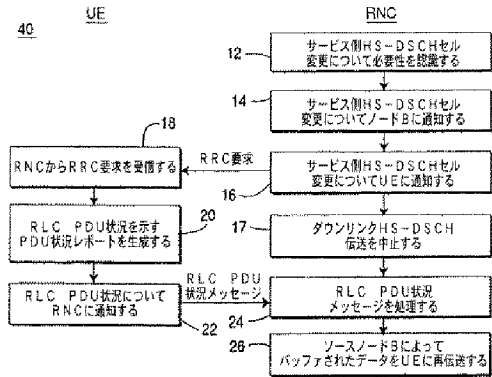 UE
RNC
40
12
サービス側HS－DSCHセル
変更について必要性を認識する
14
サービス側HS－DSCHセル
変更についてノードBに通知する
18
RNCからRRC要求を受信する
RRC要求
サービス側HS－DSCHセル
変更についてUEに通知する
16
20
RLC PDU状況を示す
PDU状況レポートを生成する
17
ダウンリンクHS－DSCH
伝送を中止する
RLC PDU状況について
RNCに通知する
22
RLC PDU
状況メッセージ
RLC PDU状況
メッセージを処理する
24
26
ソースノードBによって
バッファされたデータをUEに再伝送する